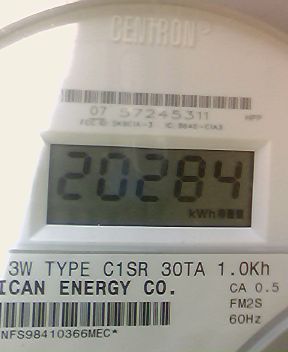 CENTRON
07 57245311 HPP
20284
kWh
3W TYPE C1SR 30TA 1.0Kh
ICAN ENERGY CO. CA 0.5
FM2S
NFS98410366MEC* 60Hz